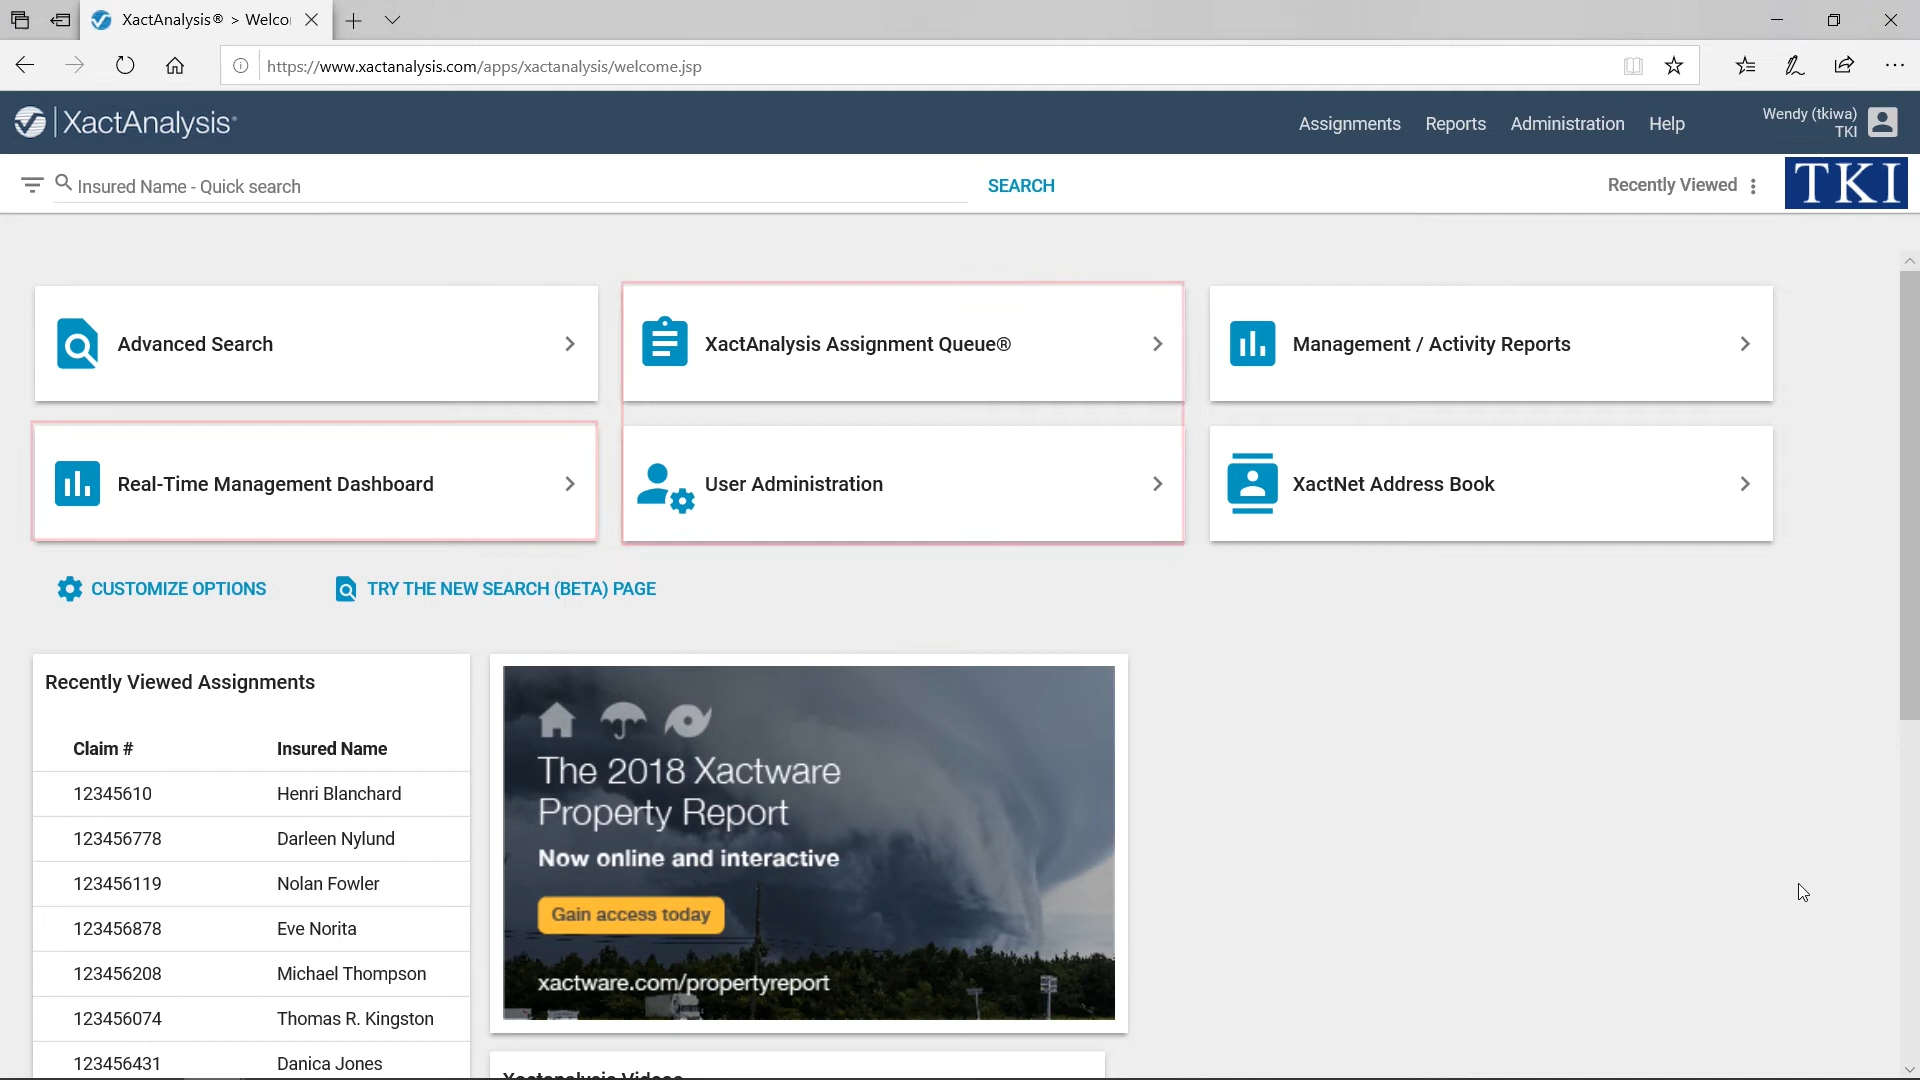 XactAnalysis® > Welco
https://www.xactanalysis.com/apps/xactanalysis/welcome.jsp
XactAnalysis®
Assignments Reports Administration Help
Wendy (tkiwa)
TKI
Insured Name - Quick search
SEARCH
Recently Viewed
TKI
Advanced Search
XactAnalysis Assignment Queue®
Management / Activity Reports
Real-Time Management Dashboard
User Administration
XactNet Address Book
CUSTOMIZE OPTIONS
TRY THE NEW SEARCH (BETA) PAGE
Recently Viewed Assignments
Claim # Insured Name
12345610 Henri Blanchard
123456778 Darleen Nylund
123456119 Nolan Fowler
123456878 Eve Norita
123456208 Michael Thompson
123456074 Thomas R. Kingston
123456431 Danica Jones
The 2018 Xactware
Property Report
Now online and interactive
Gain access today
xactware.com/propertyreport
Xactanalysis Videos